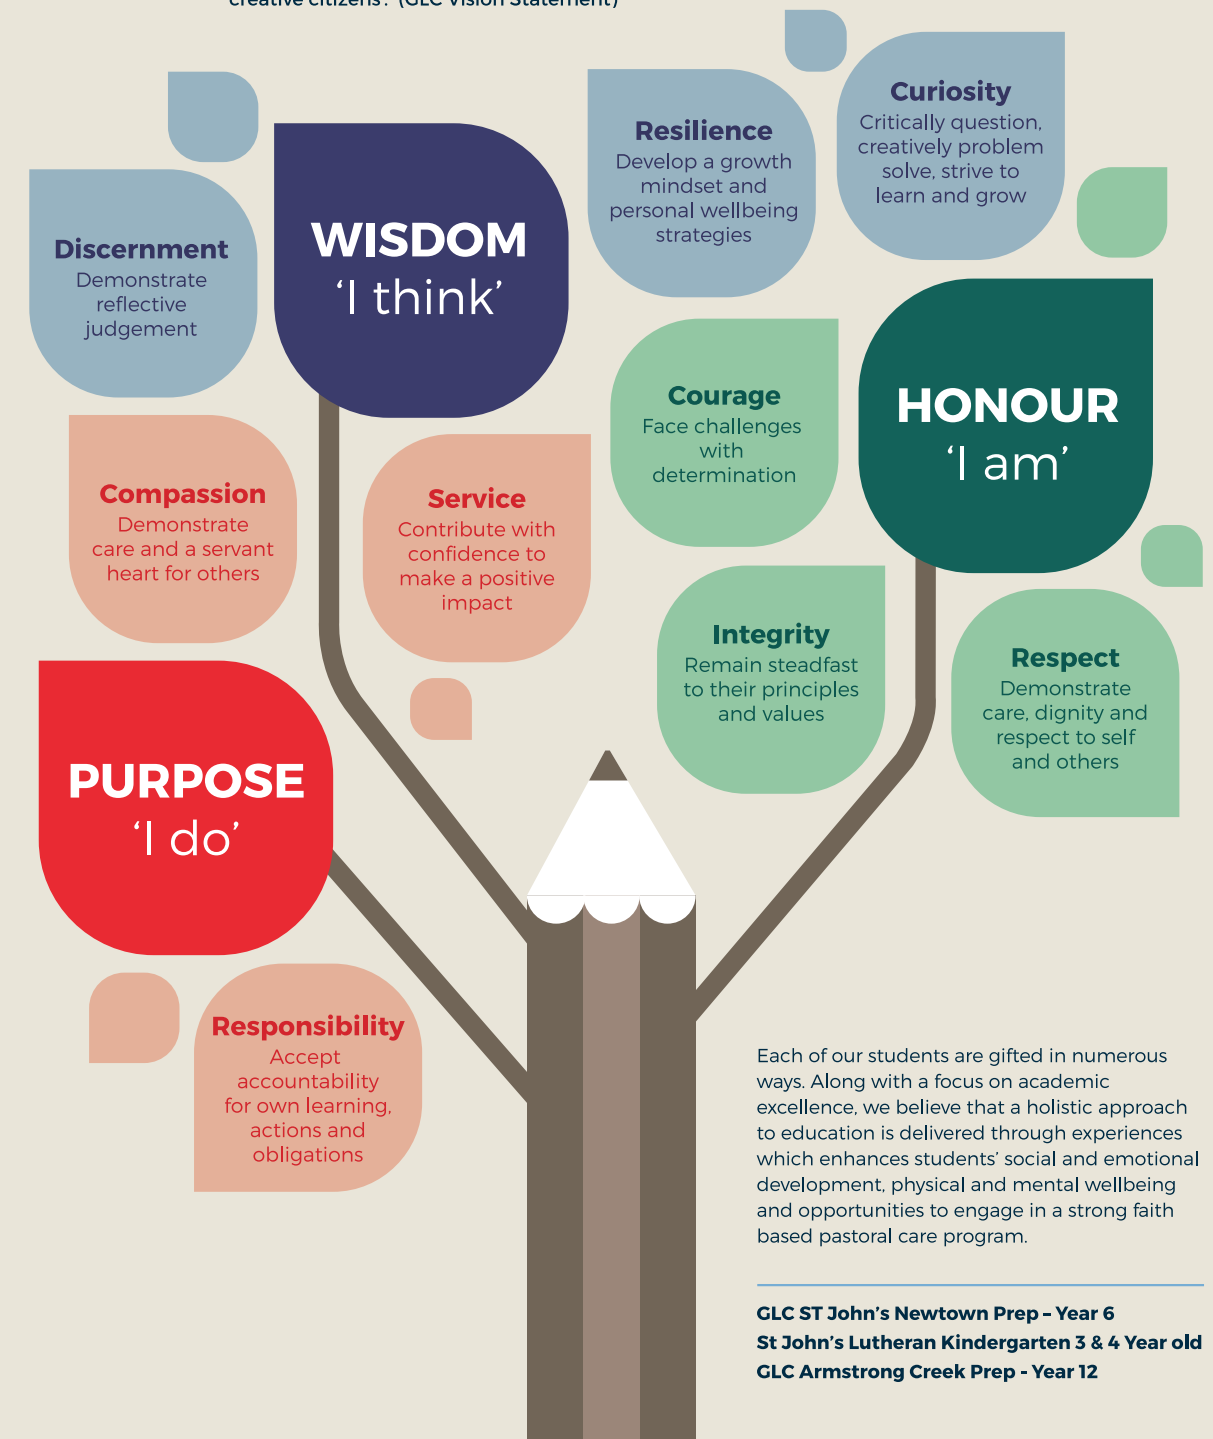 creative citizens'. (GLC Vision Statement)
Discernment
Demonstrate
reflective
judgement
WISDOM
‘I think’
Resilience
Develop a growth
mindset and
personal wellbeing
strategies
Curiosity
Critically question,
creatively problem
solve, strive to
learn and grow
Compassion
Demonstrate
care and a servant
heart for others
Service
Contribute with
confidence to
make a positive
impact
Courage
Face challenges
with
determination
HONOUR
‘I am’
Integrity
Remain steadfast
to their principles
and values
Respect
Demonstrate
care, dignity and
respect to self
and others
PURPOSE
‘I do’
Responsibility
Accept
accountability
for own learning,
actions and
obligations
Each of our students are gifted in numerous
ways. Along with a focus on academic
excellence, we believe that a holistic approach
to education is delivered through experiences
which enhances students’ social and emotional
development, physical and mental wellbeing
and opportunities to engage in a strong faith
based pastoral care program.
GLC ST John’s Newtown Prep – Year 6
St John’s Lutheran Kindergarten 3 & 4 Year old
GLC Armstrong Creek Prep - Year 12